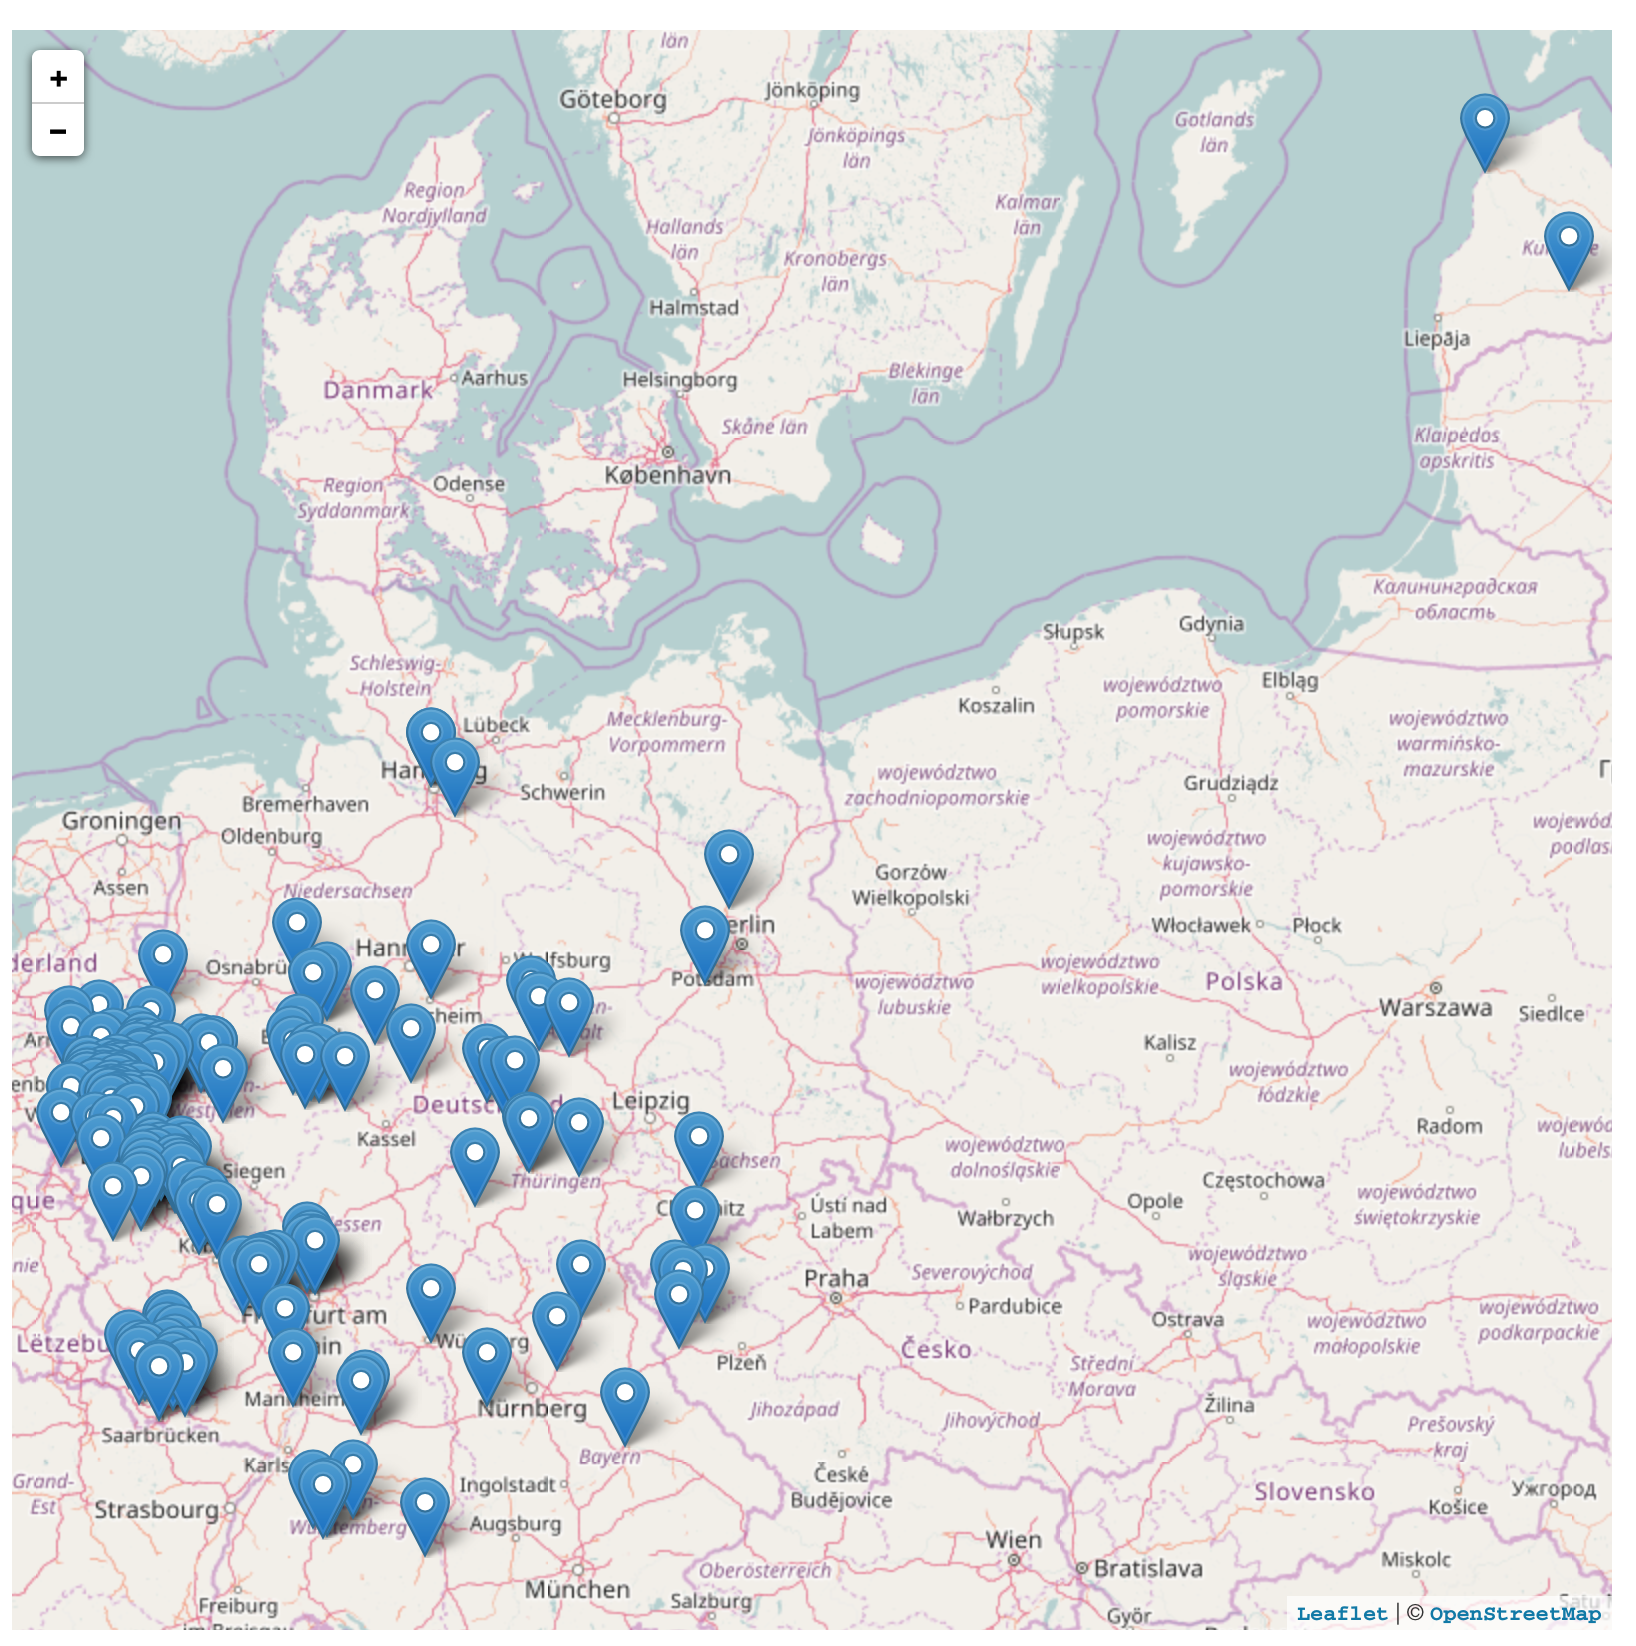 +
−
län
Göteborg
Jönköping
Jönköpings
län
Gotlands
län
Region
Nordjylland
Hallands
län
Kalmar
län
Kronobergs
län
Halmstad
Liepāja
Danmark
Aarhus
Helsingborg
Blekinge
län
Skåne län
Klaipėdos
apskritis
København
Region
Syddanmark
Odense
Калининградская
область
Słupsk
Gdynia
Schleswig-
Holstein
Elbląg
Koszalin
województwo
pomorskie
Lübeck
Mecklenburg-
Vorpommern
województwo
warmińsko-
mazurskie
województwo
zachodniopomorskie
Grudziądz
Schwerin
Bremerhaven
Groningen
Oldenburg
województwo
kujawsko-
pomorskie
Assen
Niedersachsen
Gorzów
Wielkopolski
Włocławek
Płock
Potsdam
województwo
wielkopolskie
województwo
lubuskie
Polska
Warszawa
Siedlce
Kalisz
województwo
łódzkie
Leipzig
Radom
Kassel
województwo
dolnośląskie
Siegen
Thüringen
Częstochowa
Opole
województwo
świętokrzyskie
Ústí nad
Labem
Wałbrzych
województwo
śląskie
Praha
Severovýchod
Pardubice
Ostrava
województwo
małopolskie
województwo
podkarpackie
Česko
Plzeň
Střední
Morava
Nürnberg
Jihozápad
Jihovýchod
Žilina
Prešovský
kraj
Saarbrücken
Bayern
Grand-
Est
Ingolstadt
České
Budějovice
Slovensko
Košice
Ужгород
Strasbourg
Augsburg
Wien
Bratislava
Miskolc
München
Oberösterreich
Salzburg
Freiburg
Győr
Leaflet | © OpenStreetMap